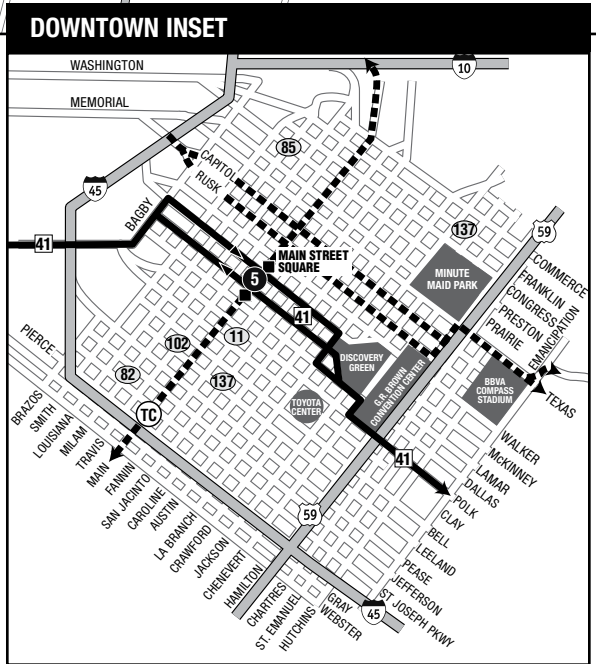 DOWNTOWN INSET
WASHINGTON
10
MEMORIAL
85
CAPITOL
RUSK
45
BAGBY
137
59
41
MAIN STREET
SQUARE
5
MINUTE
MAID PARK
COMMERCE
FRANKLIN
CONGRESS
PRESTON
PRAIRIE
EMANCIPATION
TEXAS
41
102
11
DISCOVERY
GREEN
G.R. BROWN
CONVENTION CENTER
BBVA
COMPASS
STADIUM
PIERCE
82
137
TOYOTA
CENTER
TC
41
59
BRAZOS
SMITH
LOUISIANA
MILAM
TRAVIS
MAIN
FANNIN
SAN JACINTO
CAROLINE
AUSTIN
LA BRANCH
CRAWFORD
JACKSON
CHENEVERT
HAMILTON
CHARTRES
ST. EMANUEL
HUTCHINS
WALKER
McKINNEY
LAMAR
DALLAS
POLK
CLAY
BELL
LEELAND
PEASE
JEFFERSON
ST JOSEPH PKWY
GRAY
WEBSTER
45